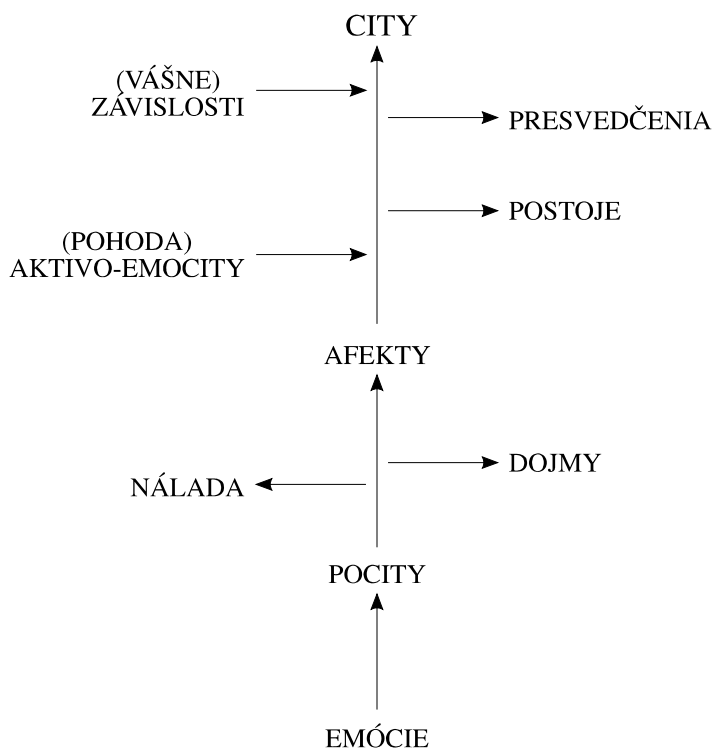 CITY
(VÁŠNE)
ZÁVISLOSTI
PRESVEDČENIA
POSTOJE
(POHODA)
AKTIVO-EMOCITY
AFEKTY
DOJMY
NÁLADA
POCITY
EMÓCIE